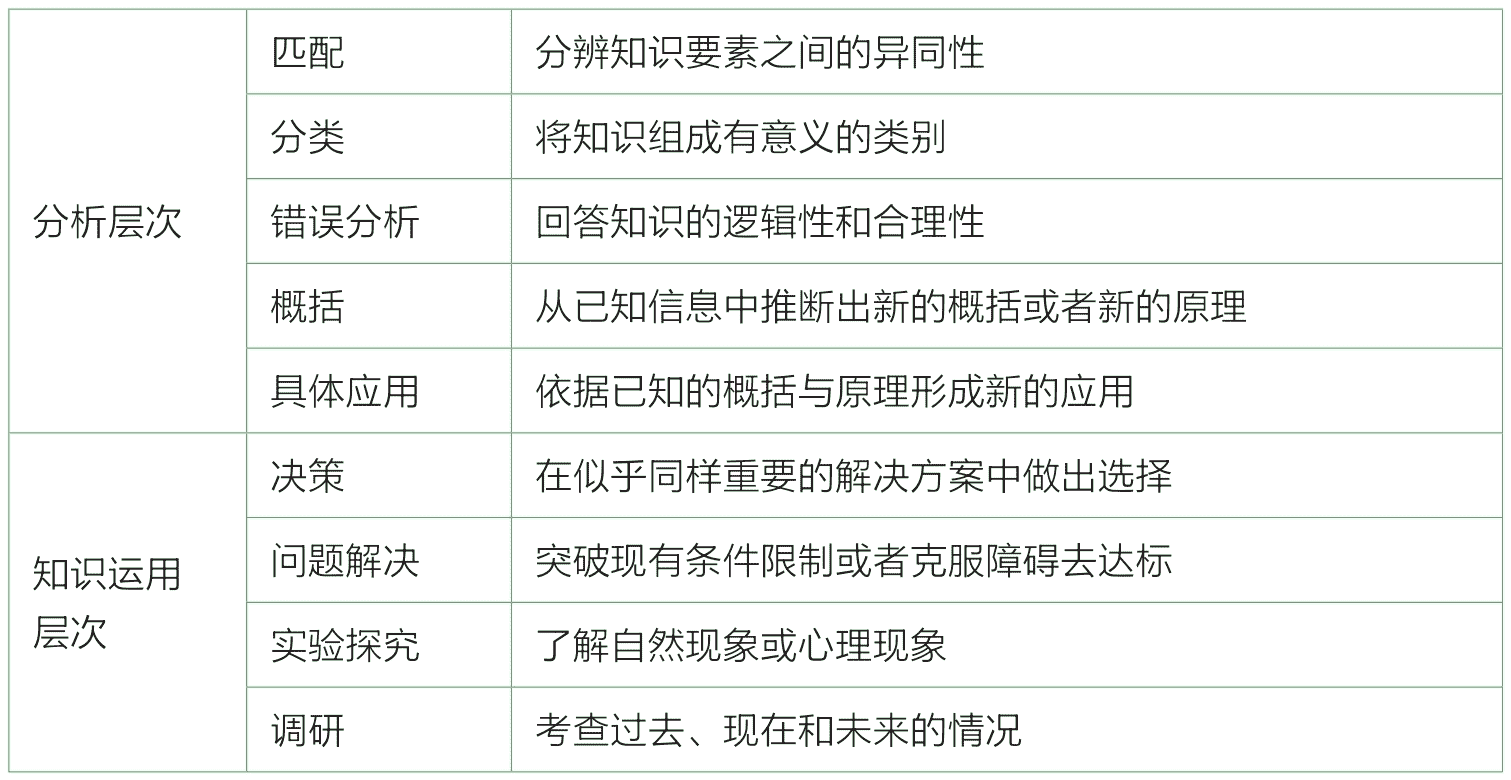 分析层次
匹配
分辨知识要素之间的异同性
分类
将知识组成有意义的类别
错误分析
回答知识的逻辑性和合理性
概括
从已知信息中推断出新的概括或者新的原理
具体应用
依据已知的概括与原理形成新的应用
知识运用
层次
决策
在似乎同样重要的解决方案中做出选择
问题解决
突破现有条件限制或者克服障碍去达标
实验探究
了解自然现象或心理现象
调研
考查过去、现在和未来的情况